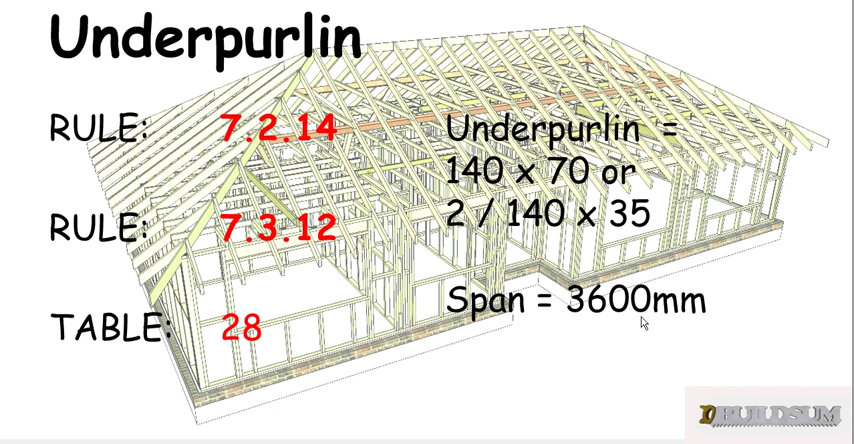 Underpurlin
RULE: 7.2.14
RULE: 7.3.12
TABLE: 28
Underpurlin =
140 x 70 or
2 / 140 x 35
Span = 3600mm
BUILDSUM